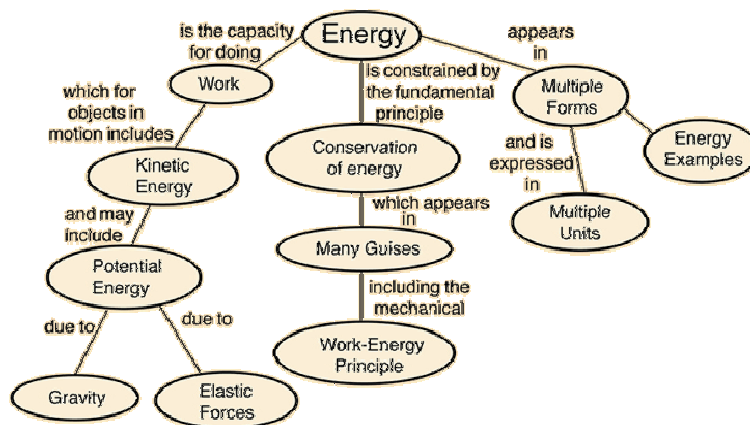 Energy
is the capacity
for doing
Work
which for
objects in
motion includes
Kinetic
Energy
and may
include
Potential
Energy
due to
due to
Gravity
Elastic
Forces
Is constrained by
the fundamental
principle
Conservation
of energy
which appears
in
Many Guises
including the
mechanical
Work-Energy
Principle
appears
in
Multiple
Forms
and is
expressed
in
Multiple
Units
Energy
Examples